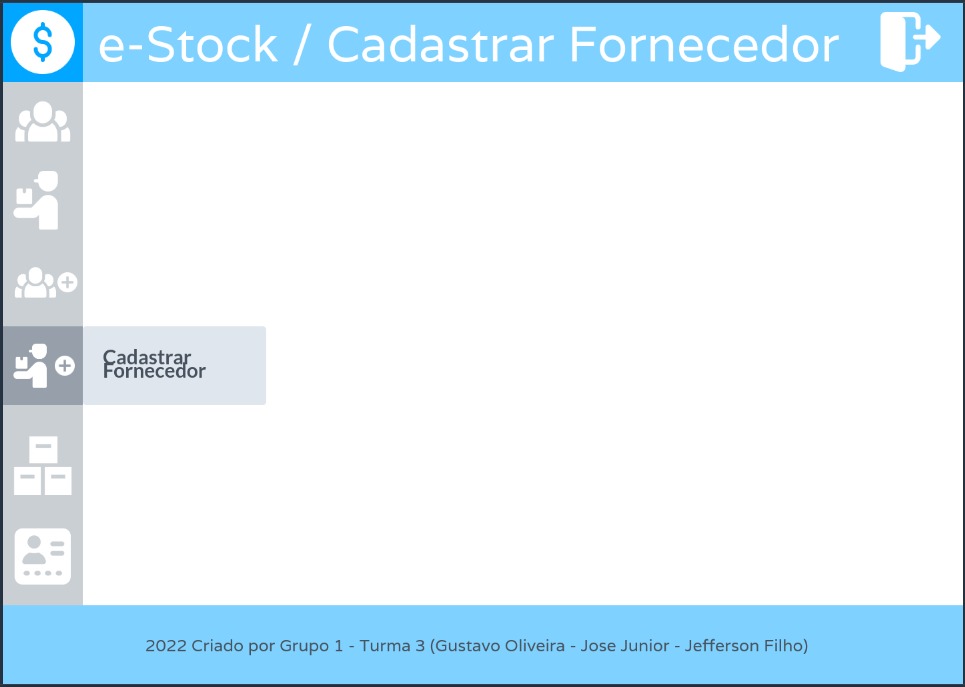 $
e-Stock / Cadastrar Fornecedor
Cadastrar
Fornecedor
2022 Criado por Grupo 1 - Turma 3 (Gustavo Oliveira - Jose Junior - Jefferson Filho)